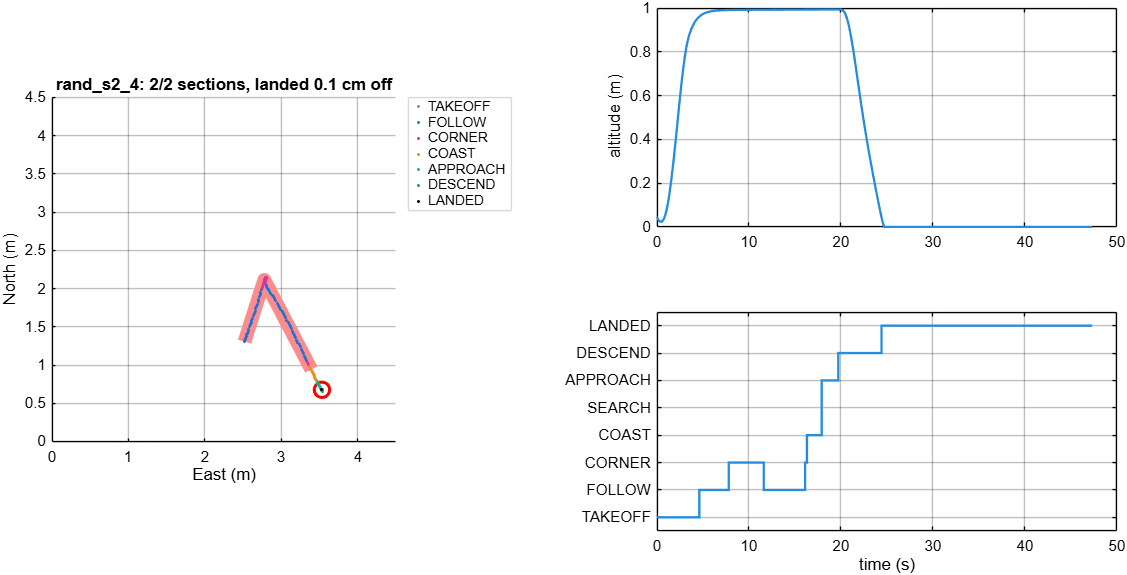 rand_s2_4: 2/2 sections, landed 0.1 cm off
4.5
4
3.5
3
2.5
2
1.5
1
0.5
0
North (m)
0 1 2 3 4
East (m)
TAKEOFF
FOLLOW
CORNER
COAST
APPROACH
DESCEND
LANDED
1
0.8
0.6
0.4
0.2
0
altitude (m)
0 10 20 30 40 50
LANDED
DESCEND
APPROACH
SEARCH
COAST
CORNER
FOLLOW
TAKEOFF
0 10 20 30 40 50
time (s)